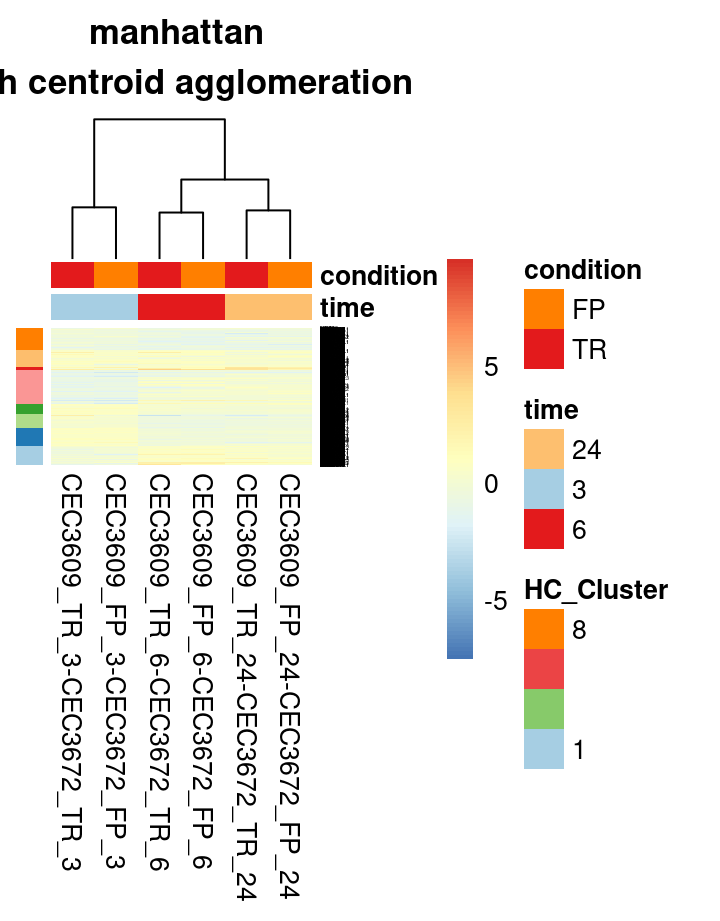 manhattan
h centroid agglomeration
condition
time
5
0
-5
condition
FP
TR
time
24
3
6
HC_Cluster
8
1
CEC3609_TR_3-CEC3672_TR_3
CEC3609_FP_3-CEC3672_FP_3
CEC3609_TR_6-CEC3672_TR_6
CEC3609_FP_6-CEC3672_FP_6
CEC3609_TR_24-CEC3672_TR_24
CEC3609_FP_24-CEC3672_FP_24